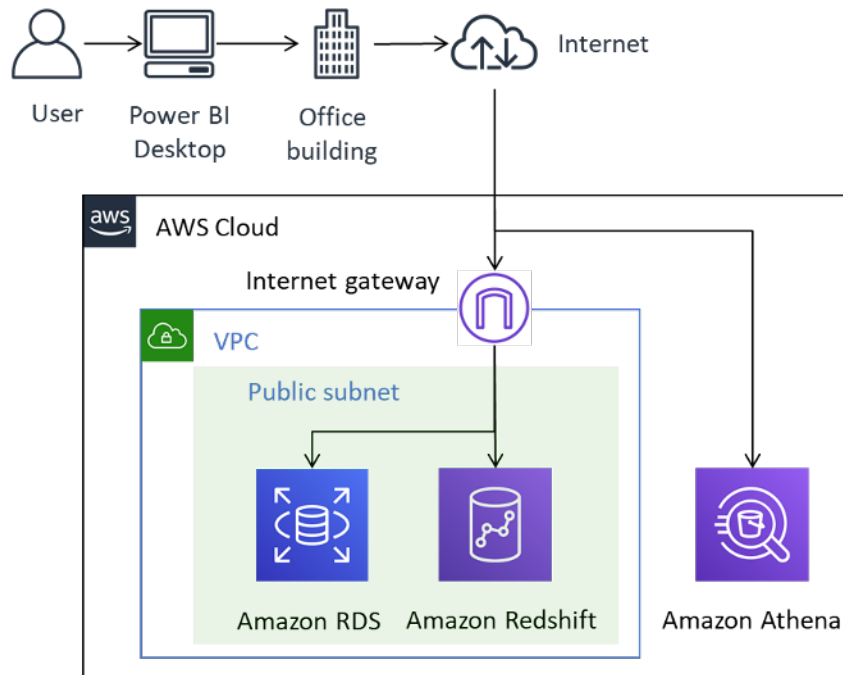 Internet
User
Power BI
Desktop
Office
building
aws
AWS Cloud
Internet gateway
VPC
Public subnet
Amazon RDS
Amazon Redshift
Amazon Athena